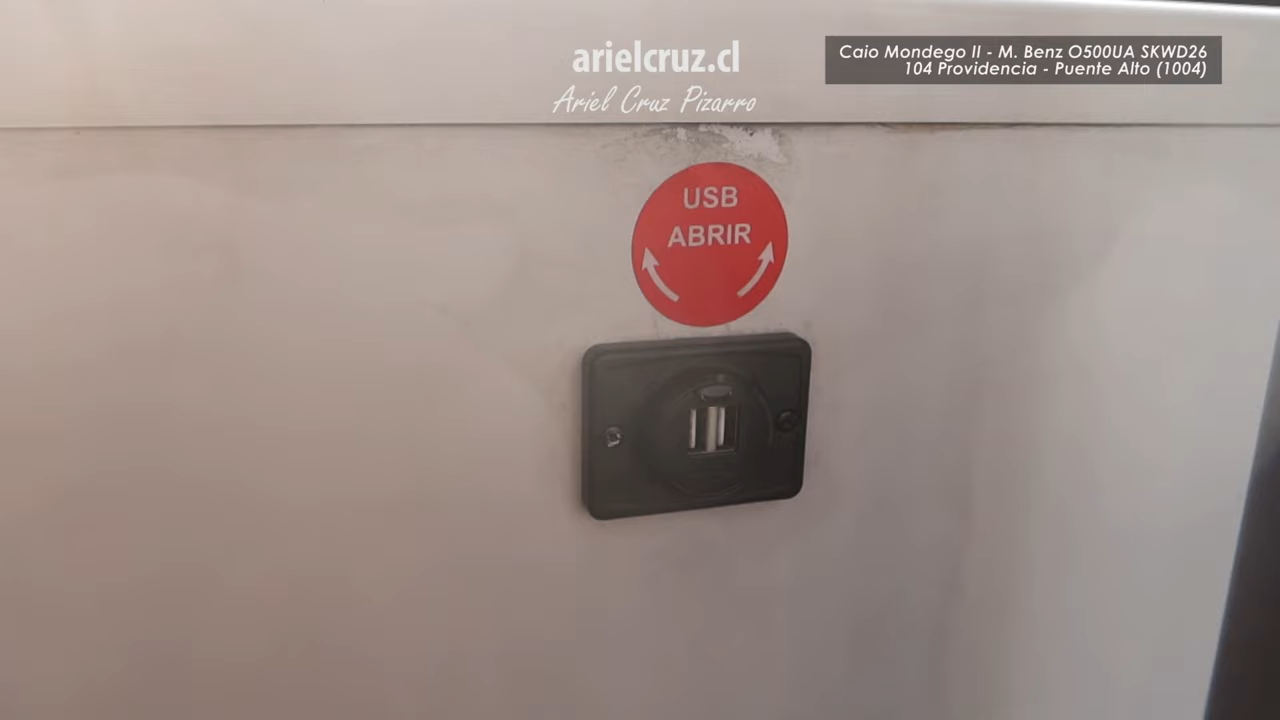 arielcruz.cl
Ariel Cruz Pizarro
Caio Mondego II - M. Benz O500UA SKWD26
104 Providencia - Puente Alto (1004)
USB
ABRIR